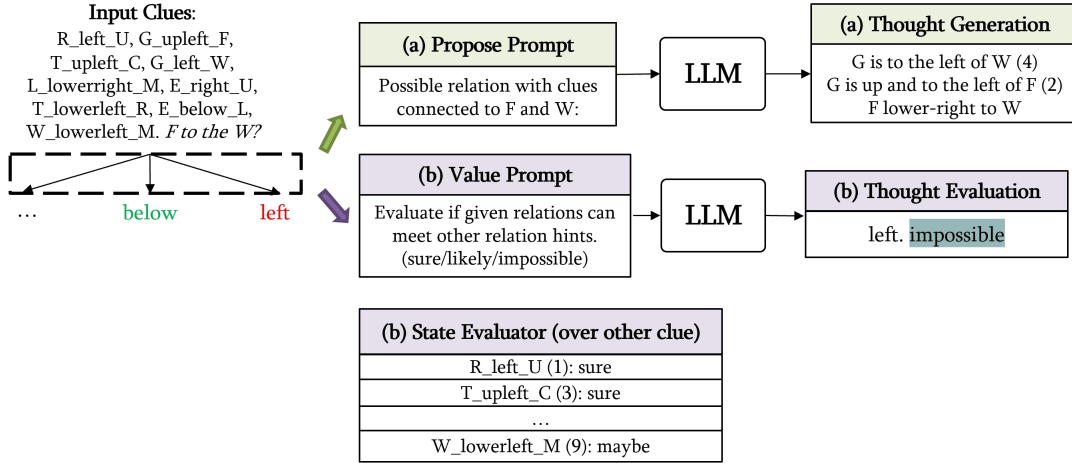 Input Clues:
R_left_U, G_upleft_F,
T_upleft_C, G_left_W,
L_lowerright_M, E_right_U,
T_lowerleft_R, E_below_L,
W_lowerleft_M. F to the W?
...
below
left
(a) Propose Prompt
Possible relation with clues
connected to F and W:
LLM
(a) Thought Generation
G is to the left of W (4)
G is up and to the left of F (2)
F lower-right to W
(b) Value Prompt
Evaluate if given relations can
meet other relation hints.
(sure/likely/impossible)
LLM
(b) Thought Evaluation
left. impossible
(b) State Evaluator (over other clue)
R_left_U (1): sure
T_upleft_C (3): sure
...
W_lowerleft_M (9): maybe